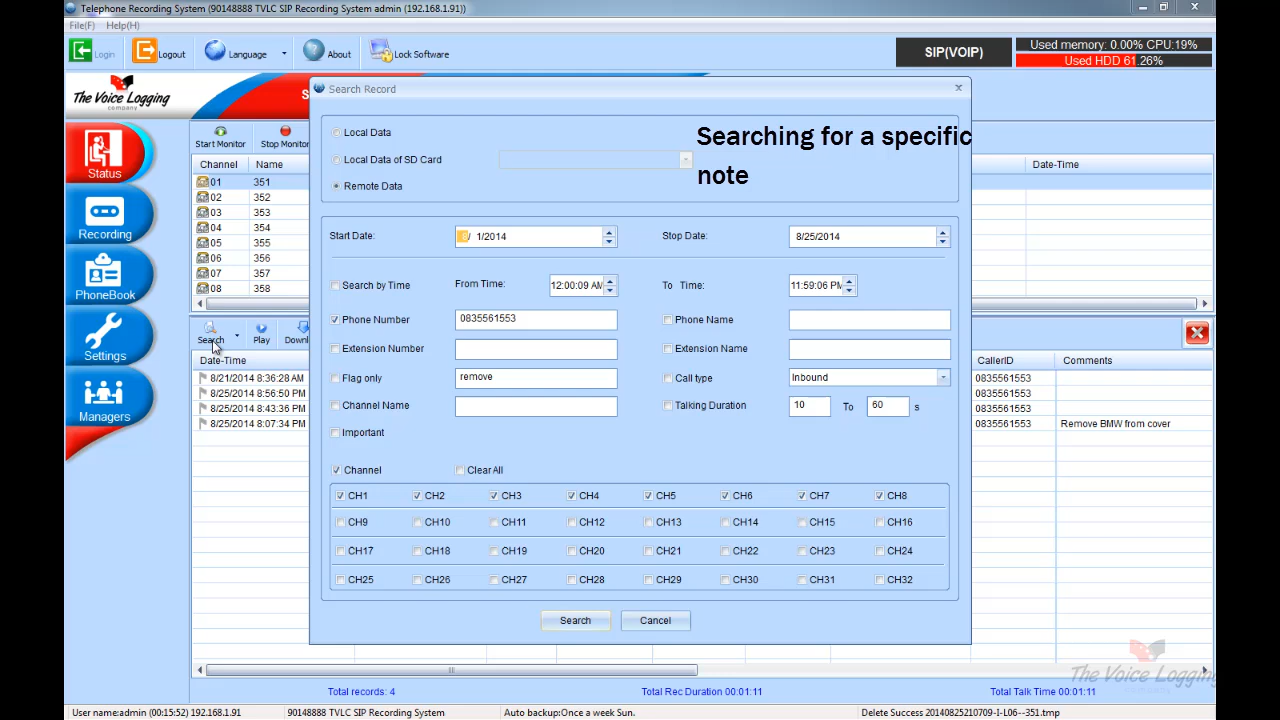 Telephone Recording System (90148888 TVLC SIP Recording System admin (192.168.1.91))
File(F) Help(H)
Login Logout Language About Lock Software
SIP(VOIP)
Used memory: 0.00% CPU:19%
Used HDD 61.26%
The Voice Logging
company
S
Search Record
Local Data
Local Data of SD Card
Remote Data
Searching for a specific
note
Start Date: / 1/2014 Stop Date: 8/25/2014
Search by Time From Time: 12:00:09 AM To Time: 11:59:06 PM
Phone Number 0835561553 Phone Name
Extension Number Extension Name
Flag only remove Call type Inbound
Channel Name Talking Duration 10 To 60 s
Important
Channel Clear All
CH1 CH2 CH3 CH4 CH5 CH6 CH7 CH8
CH9 CH10 CH11 CH12 CH13 CH14 CH15 CH16
CH17 CH18 CH19 CH20 CH21 CH22 CH23 CH24
CH25 CH26 CH27 CH28 CH29 CH30 CH31 CH32
Search Cancel
Status
Recording
PhoneBook
Settings
Managers
Start Monitor Stop Monitor
Channel Name Date-Time
01 351
02 352
03 353
04 354
05 355
06 356
07 357
08 358
Search Play Downl
Date-Time CallerID Comments
8/21/2014 8:36:28 AM 0835561553
8/25/2014 8:56:50 PM 0835561553
8/25/2014 8:43:36 PM 0835561553
8/25/2014 8:07:34 PM 0835561553 Remove BMW from cover
The Voice Logging
Total records: 4 Total Rec Duration 00:01:11 Total Talk Time 00:01:11
User name:admin (00:15:52) 192.168.1.91 90148888 TVLC SIP Recording System Auto backup:Once a week Sun. Delete Success 20140825210709-I-L06--351.tmp Au